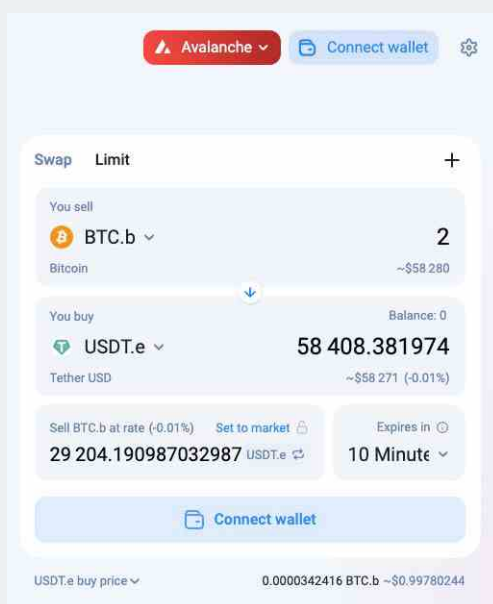 Avalanche
Connect wallet
Swap Limit
You sell
BTC.b 2
Bitcoin ~$58 280
You buy Balance: 0
USDT.e 58 408.381974
Tether USD ~$58 271 (-0.01%)
Sell BTC.b at rate (-0.01%) Set to market Expires in
29 204.190987032987 USDT.e 10 Minute
Connect wallet
USDT.e buy price 0.0000342416 BTC.b ~$0.99780244